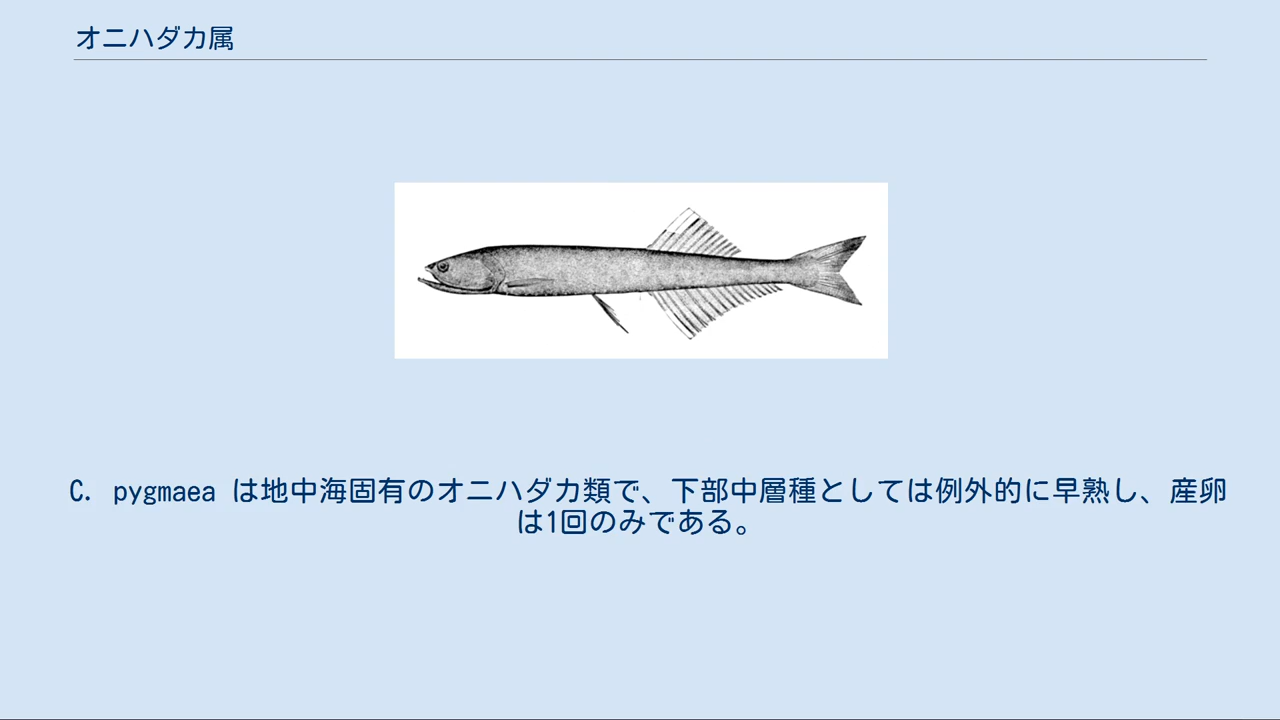 オニハダカ属
C. pygmaea は地中海固有のオニハダカ類で、下部中層種としては例外的に早熟し、産卵
は1回のみである。